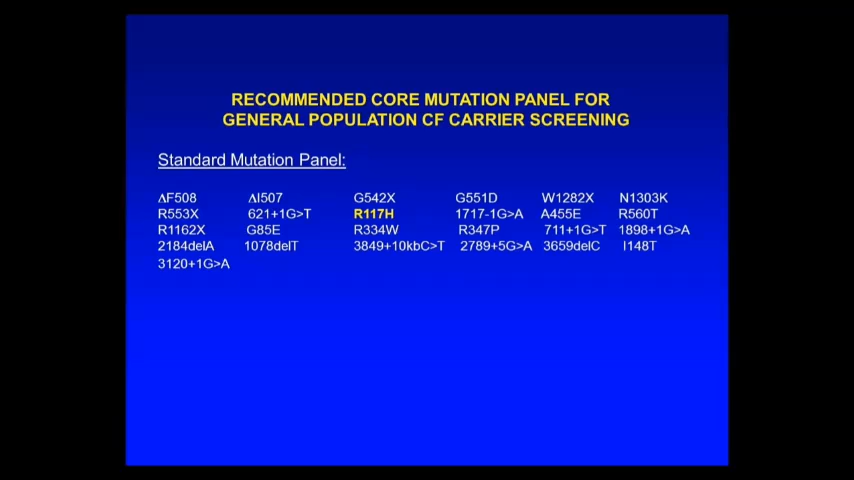 RECOMMENDED CORE MUTATION PANEL FOR
GENERAL POPULATION CF CARRIER SCREENING
Standard Mutation Panel:
ΔF508 ΔI507 G542X G551D W1282X N1303K
R553X 621+1G>T R117H 1717-1G>A A455E R560T
R1162X G85E R334W R347P 711+1G>T 1898+1G>A
2184delA 1078delT 3849+10kbC>T 2789+5G>A 3659delC I148T
3120+1G>A